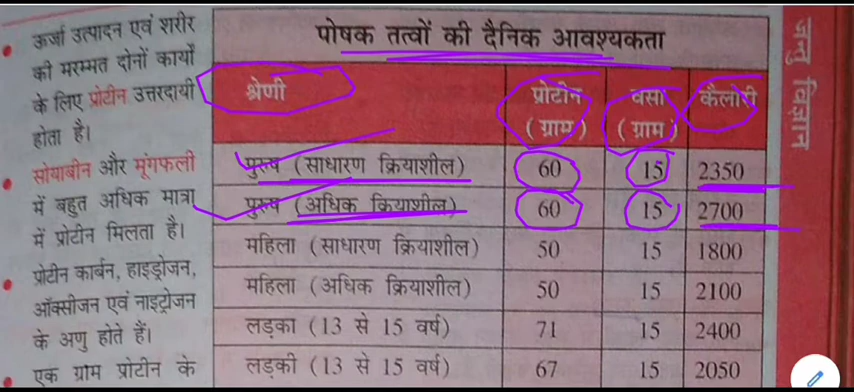 ऊर्जा उत्पादन एवं शरीर
की मरम्मत दोनों कार्यों
के लिए प्रोटीन उत्तरदायी
होता है।
सोयाबीन और मूंगफली
में बहुत अधिक मात्रा
में प्रोटीन मिलता है।
प्रोटीन कार्बन, हाइड्रोजन,
ऑक्सीजन एवं नाइट्रोजन
के अणु होते हैं।
एक ग्राम प्रोटीन के
पोषक तत्वों की दैनिक आवश्यकता
श्रेणी प्रोटीन (ग्राम) वसा (ग्राम) कैलोरी
पुरुष (साधारण क्रियाशील) 60 15 2350
पुरुष (अधिक क्रियाशील) 60 15 2700
महिला (साधारण क्रियाशील) 50 15 1800
महिला (अधिक क्रियाशील) 50 15 2100
लड़का (13 से 15 वर्ष) 71 15 2400
लड़की (13 से 15 वर्ष) 67 15 2050
जन्तु विज्ञान